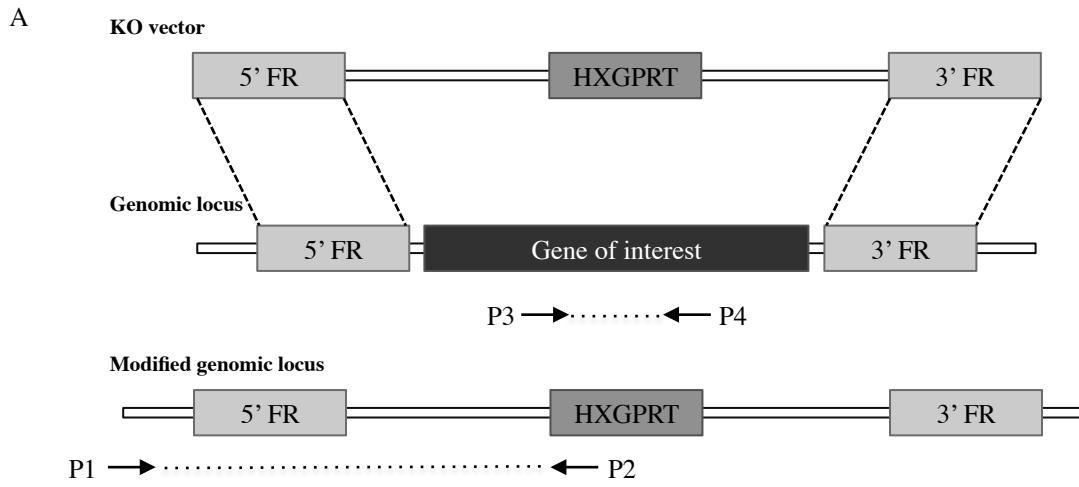 A
KO vector
5’ FR HXGPRT 3’ FR
Genomic locus
5’ FR Gene of interest 3’ FR
P3 P4
Modified genomic locus
5’ FR HXGPRT 3’ FR
P1 P2